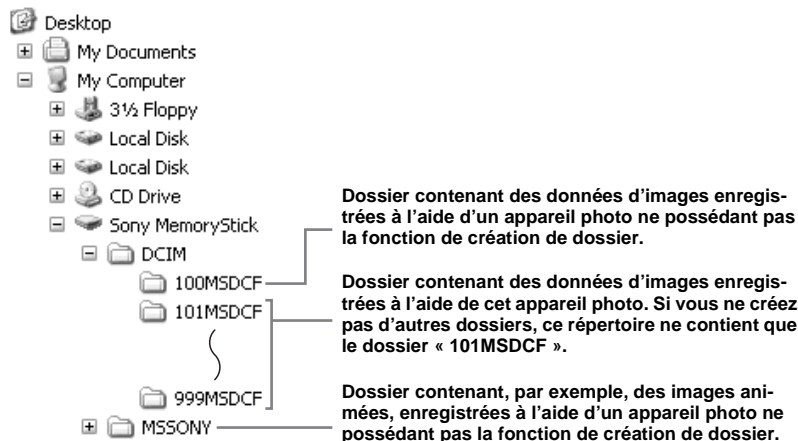 Desktop
My Documents
My Computer
3½ Floppy
Local Disk
Local Disk
CD Drive
Sony MemoryStick
DCIM
100MSDCF
101MSDCF
999MSDCF
MSSONY
Dossier contenant des données d’images enregis-
trées à l’aide d’un appareil photo ne possédant pas
la fonction de création de dossier.
Dossier contenant des données d’images enregis-
trées à l’aide de cet appareil photo. Si vous ne créez
pas d’autres dossiers, ce répertoire ne contient que
le dossier « 101MSDCF ».
Dossier contenant, par exemple, des images ani-
mées, enregistrées à l’aide d’un appareil photo ne
possédant pas la fonction de création de dossier.